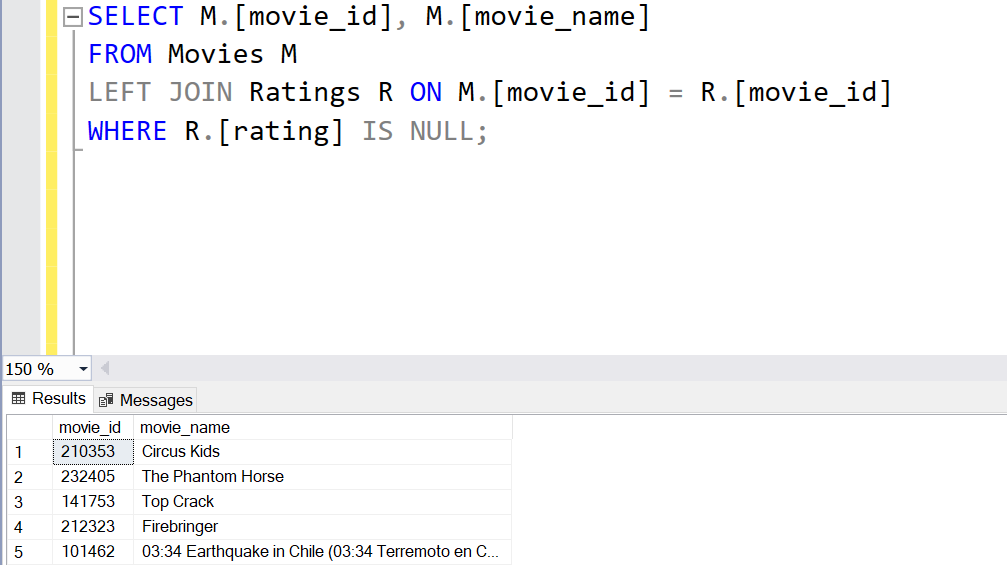 SELECT M.[movie_id], M.[movie_name]
FROM Movies M
LEFT JOIN Ratings R ON M.[movie_id] = R.[movie_id]
WHERE R.[rating] IS NULL;
150 %
Results Messages
movie_id movie_name
1 210353 Circus Kids
2 232405 The Phantom Horse
3 141753 Top Crack
4 212323 Firebringer
5 101462 03:34 Earthquake in Chile (03:34 Terremoto en C...